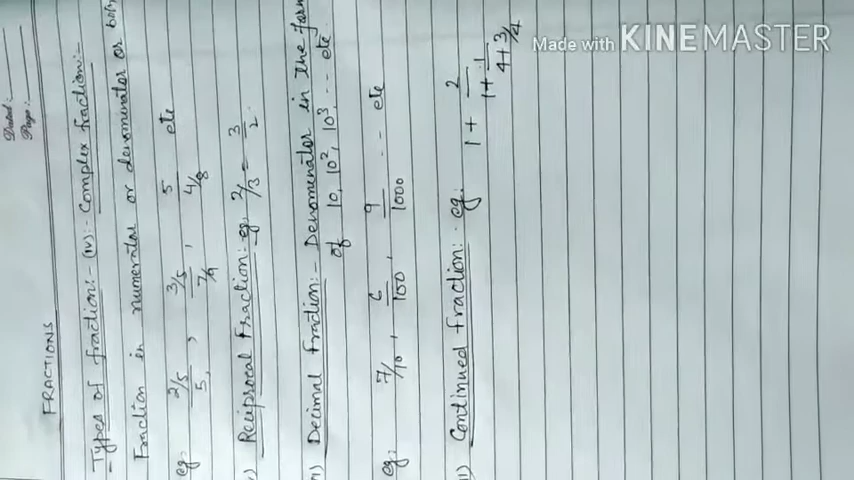 Dated:
Page:
FRACTIONS
- Types of fraction:- (iv):- Complex fraction:-
Fraction in numerator or denominator or both
eg: 2/5/5, , 3/5/7/9 , 5/4/8 etc
) Reciprocal Fraction: eg, 2/3 = 3/2.
) Decimal Fraction:- Denominator in the form
of 10, 10², 10³, ... etc
eg: 7/10 , 6/100 , 9/1000 ... etc
) Continued Fraction:- eg: 1 + 2/1+ 1/4+ 3/4
Made with KINEMASTER